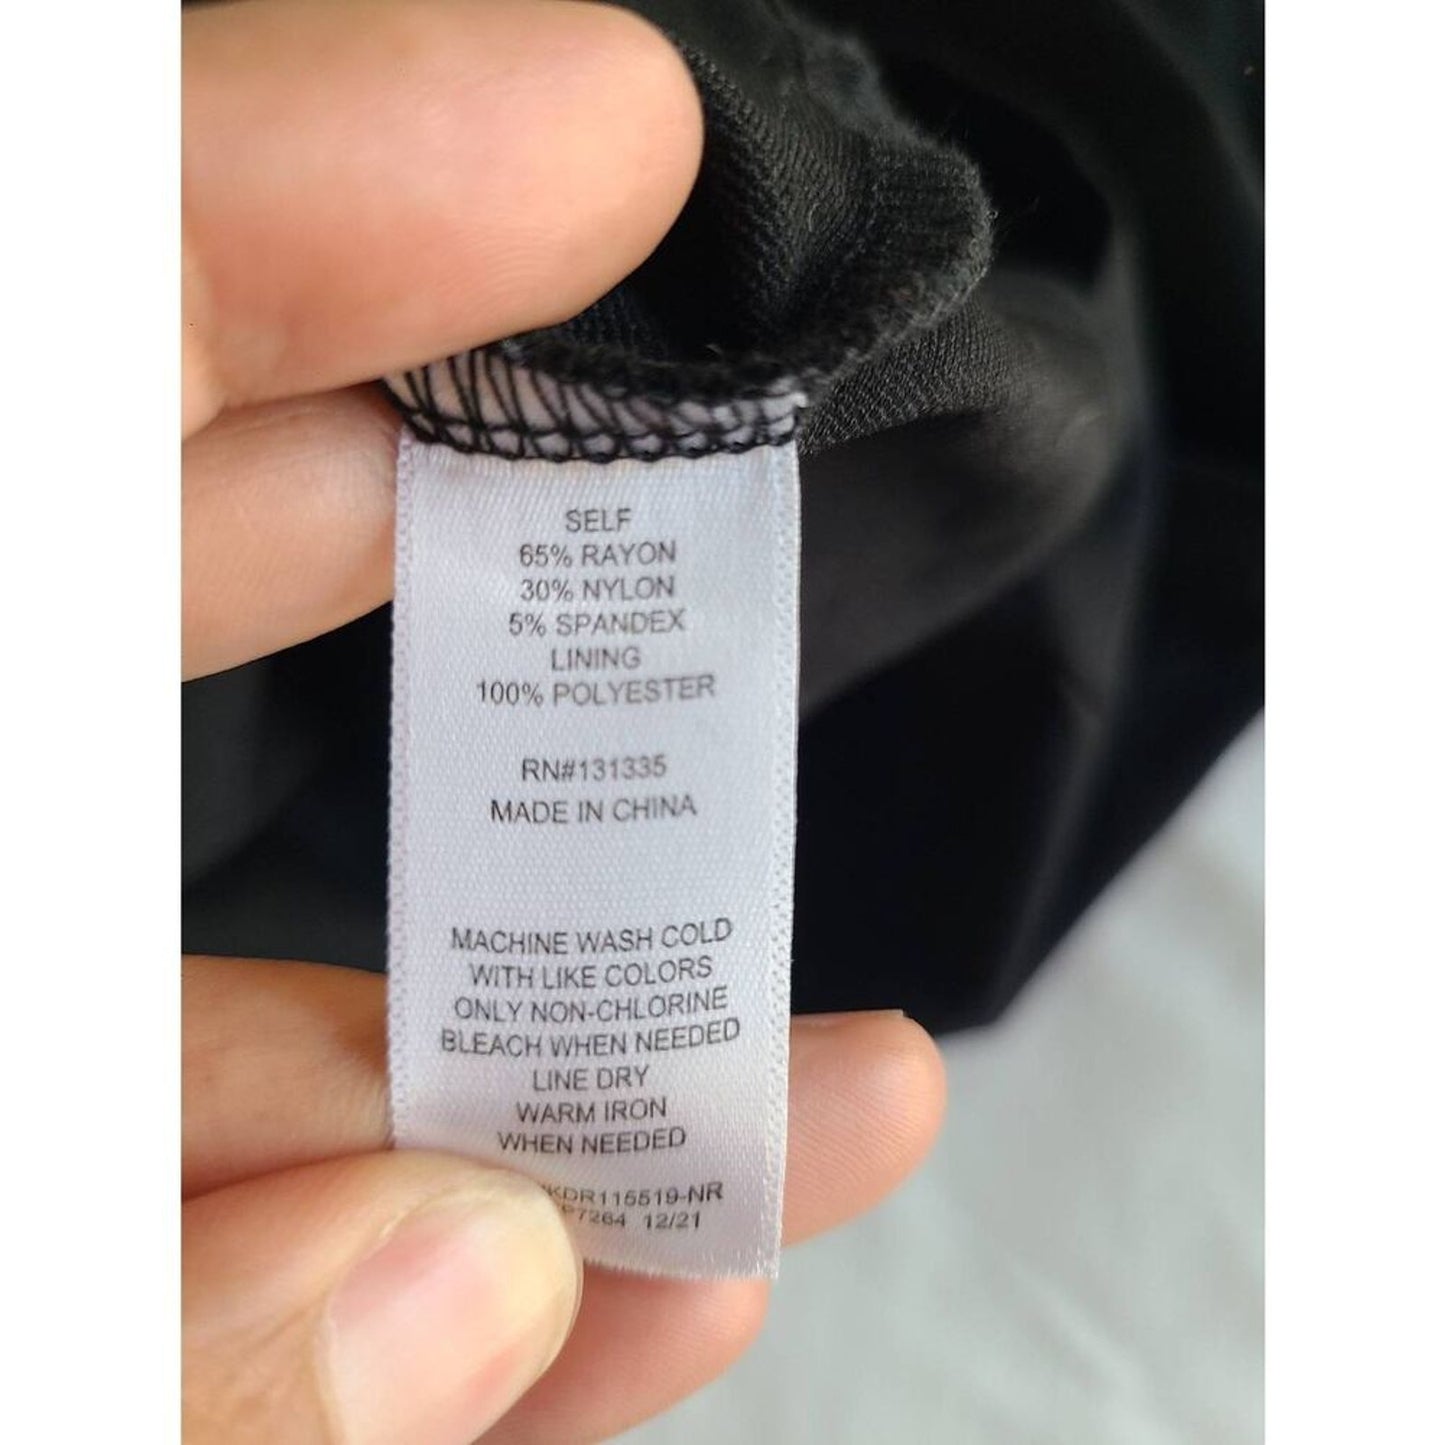 SELF
65% RAYON
30% NYLON
5% SPANDEX
LINING
100% POLYESTER
RN#131335
MADE IN CHINA
MACHINE WASH COLD
WITH LIKE COLORS
ONLY NON-CHLORINE
BLEACH WHEN NEEDED
LINE DRY
WARM IRON
WHEN NEEDED
KDR115519-NR
P7264 12/21